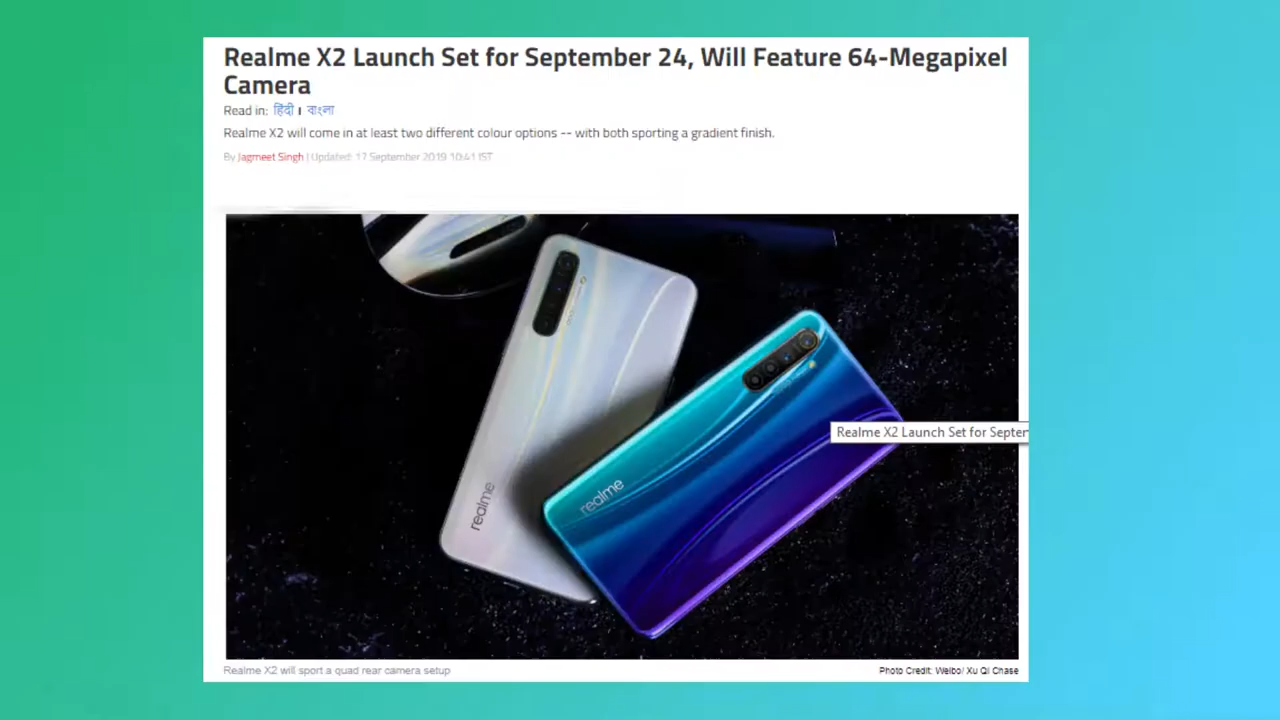 Realme X2 Launch Set for September 24, Will Feature 64-Megapixel
Camera
Read in: हिंदी | বাংলা
Realme X2 will come in at least two different colour options -- with both sporting a gradient finish.
By Jagmeet Singh | Updated: 17 September 2019 10:41 IST
realme
realme
Realme X2 Launch Set for Septer
Realme X2 will sport a quad rear camera setup
Photo Credit: Weibo/ Xu Qi Chase